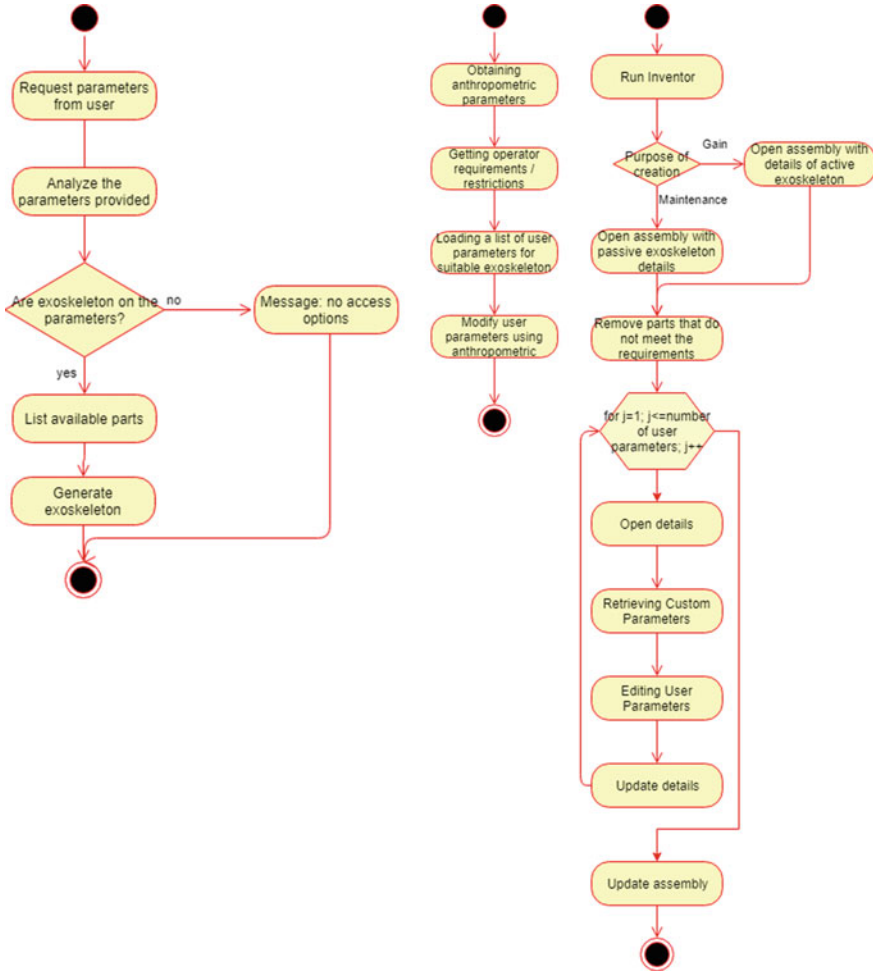 Request parameters
from user
Analyze the
parameters provided
Are exoskeleton on the
parameters?
no
Message: no access
options
yes
List available parts
Generate
exoskeleton
Obtaining
anthropometric
parameters
Getting operator
requirements /
restrictions
Loading a list of user
parameters for
suitable exoskeleton
Modify user
parameters using
anthropometric
Run Inventor
Purpose of
creation
Gain
Open assembly with
details of active
exoskeleton
Maintenance
Open assembly with
passive exoskeleton
details
Remove parts that do
not meet the
requirements
for j=1; j<=number
of user
parameters; j++
Open details
Retrieving Custom
Parameters
Editing User
Parameters
Update details
Update assembly